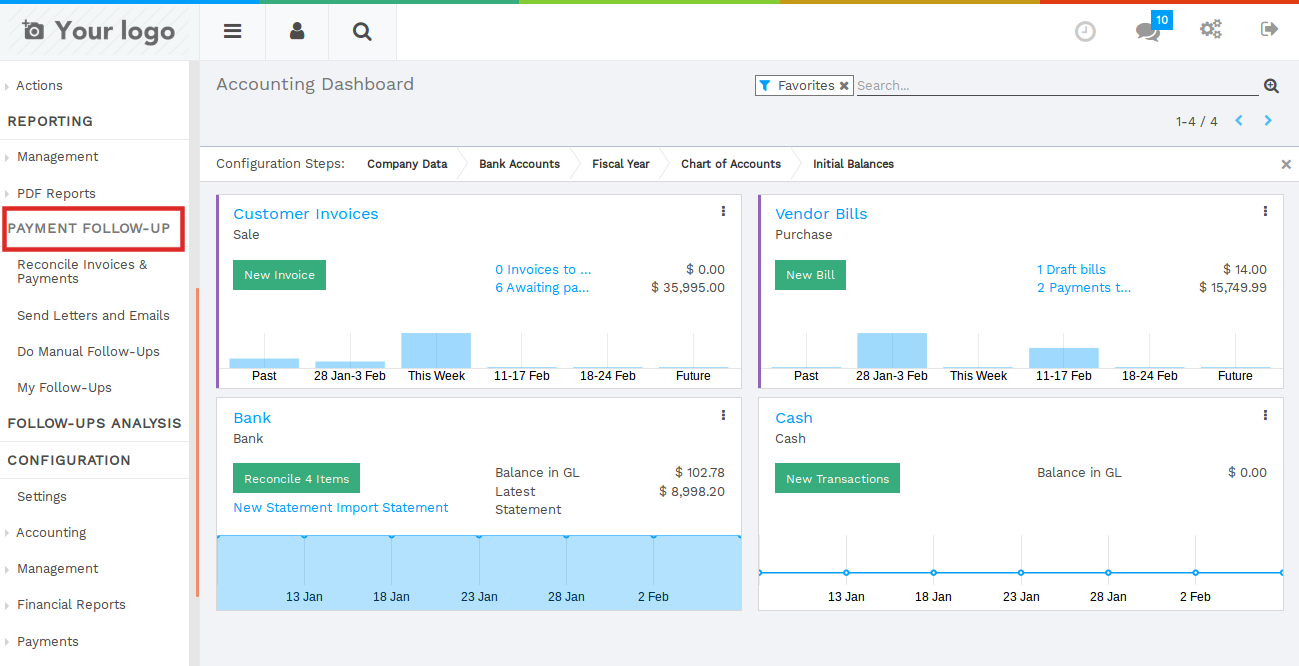 Your logo
10
Actions
REPORTING
Management
PDF Reports
PAYMENT FOLLOW-UP
Reconcile Invoices &
Payments
Send Letters and Emails
Do Manual Follow-Ups
My Follow-Ups
FOLLOW-UPS ANALYSIS
CONFIGURATION
Settings
Accounting
Management
Financial Reports
Payments
Accounting Dashboard
Favorites
Search...
1-4 / 4
Configuration Steps: Company Data Bank Accounts Fiscal Year Chart of Accounts Initial Balances
Customer Invoices
Sale
New Invoice
0 Invoices to ... $ 0.00
6 Awaiting pa... $ 35,995.00
Past 28 Jan-3 Feb This Week 11-17 Feb 18-24 Feb Future
Vendor Bills
Purchase
New Bill
1 Draft bills $ 14.00
2 Payments t... $ 15,749.99
Past 28 Jan-3 Feb This Week 11-17 Feb 18-24 Feb Future
Bank
Bank
Reconcile 4 Items
New Statement Import Statement
Balance in GL $ 102.78
Latest $ 8,998.20
Statement
13 Jan 18 Jan 23 Jan 28 Jan 2 Feb
Cash
Cash
New Transactions
Balance in GL $ 0.00
13 Jan 18 Jan 23 Jan 28 Jan 2 Feb